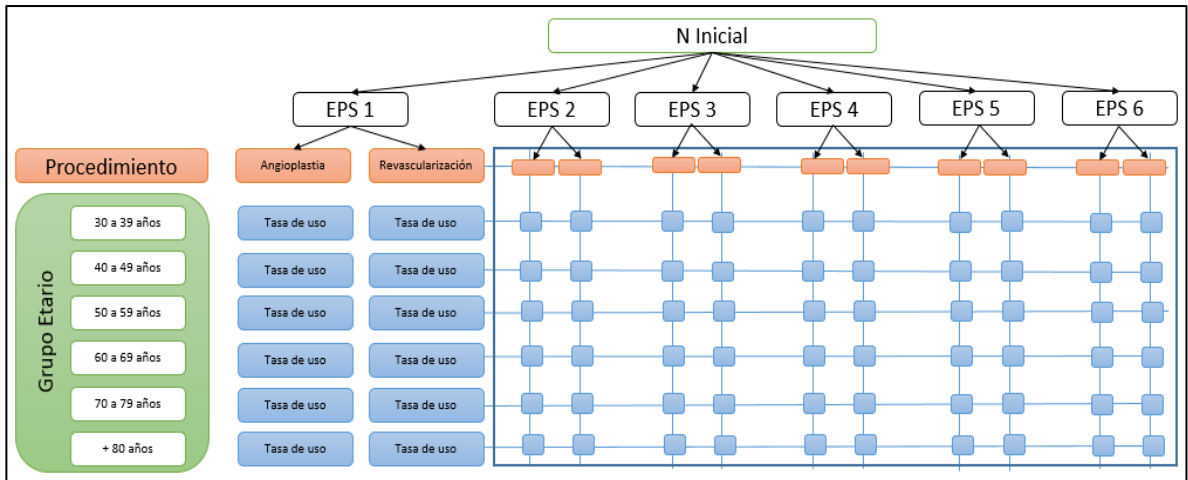 N Inicial
EPS 1
EPS 2
EPS 3
EPS 4
EPS 5
EPS 6
Procedimiento
Angioplastia
Revascularización
Grupo Etario
30 a 39 años
Tasa de uso
Tasa de uso
40 a 49 años
Tasa de uso
Tasa de uso
50 a 59 años
Tasa de uso
Tasa de uso
60 a 69 años
Tasa de uso
Tasa de uso
70 a 79 años
Tasa de uso
Tasa de uso
+ 80 años
Tasa de uso
Tasa de uso